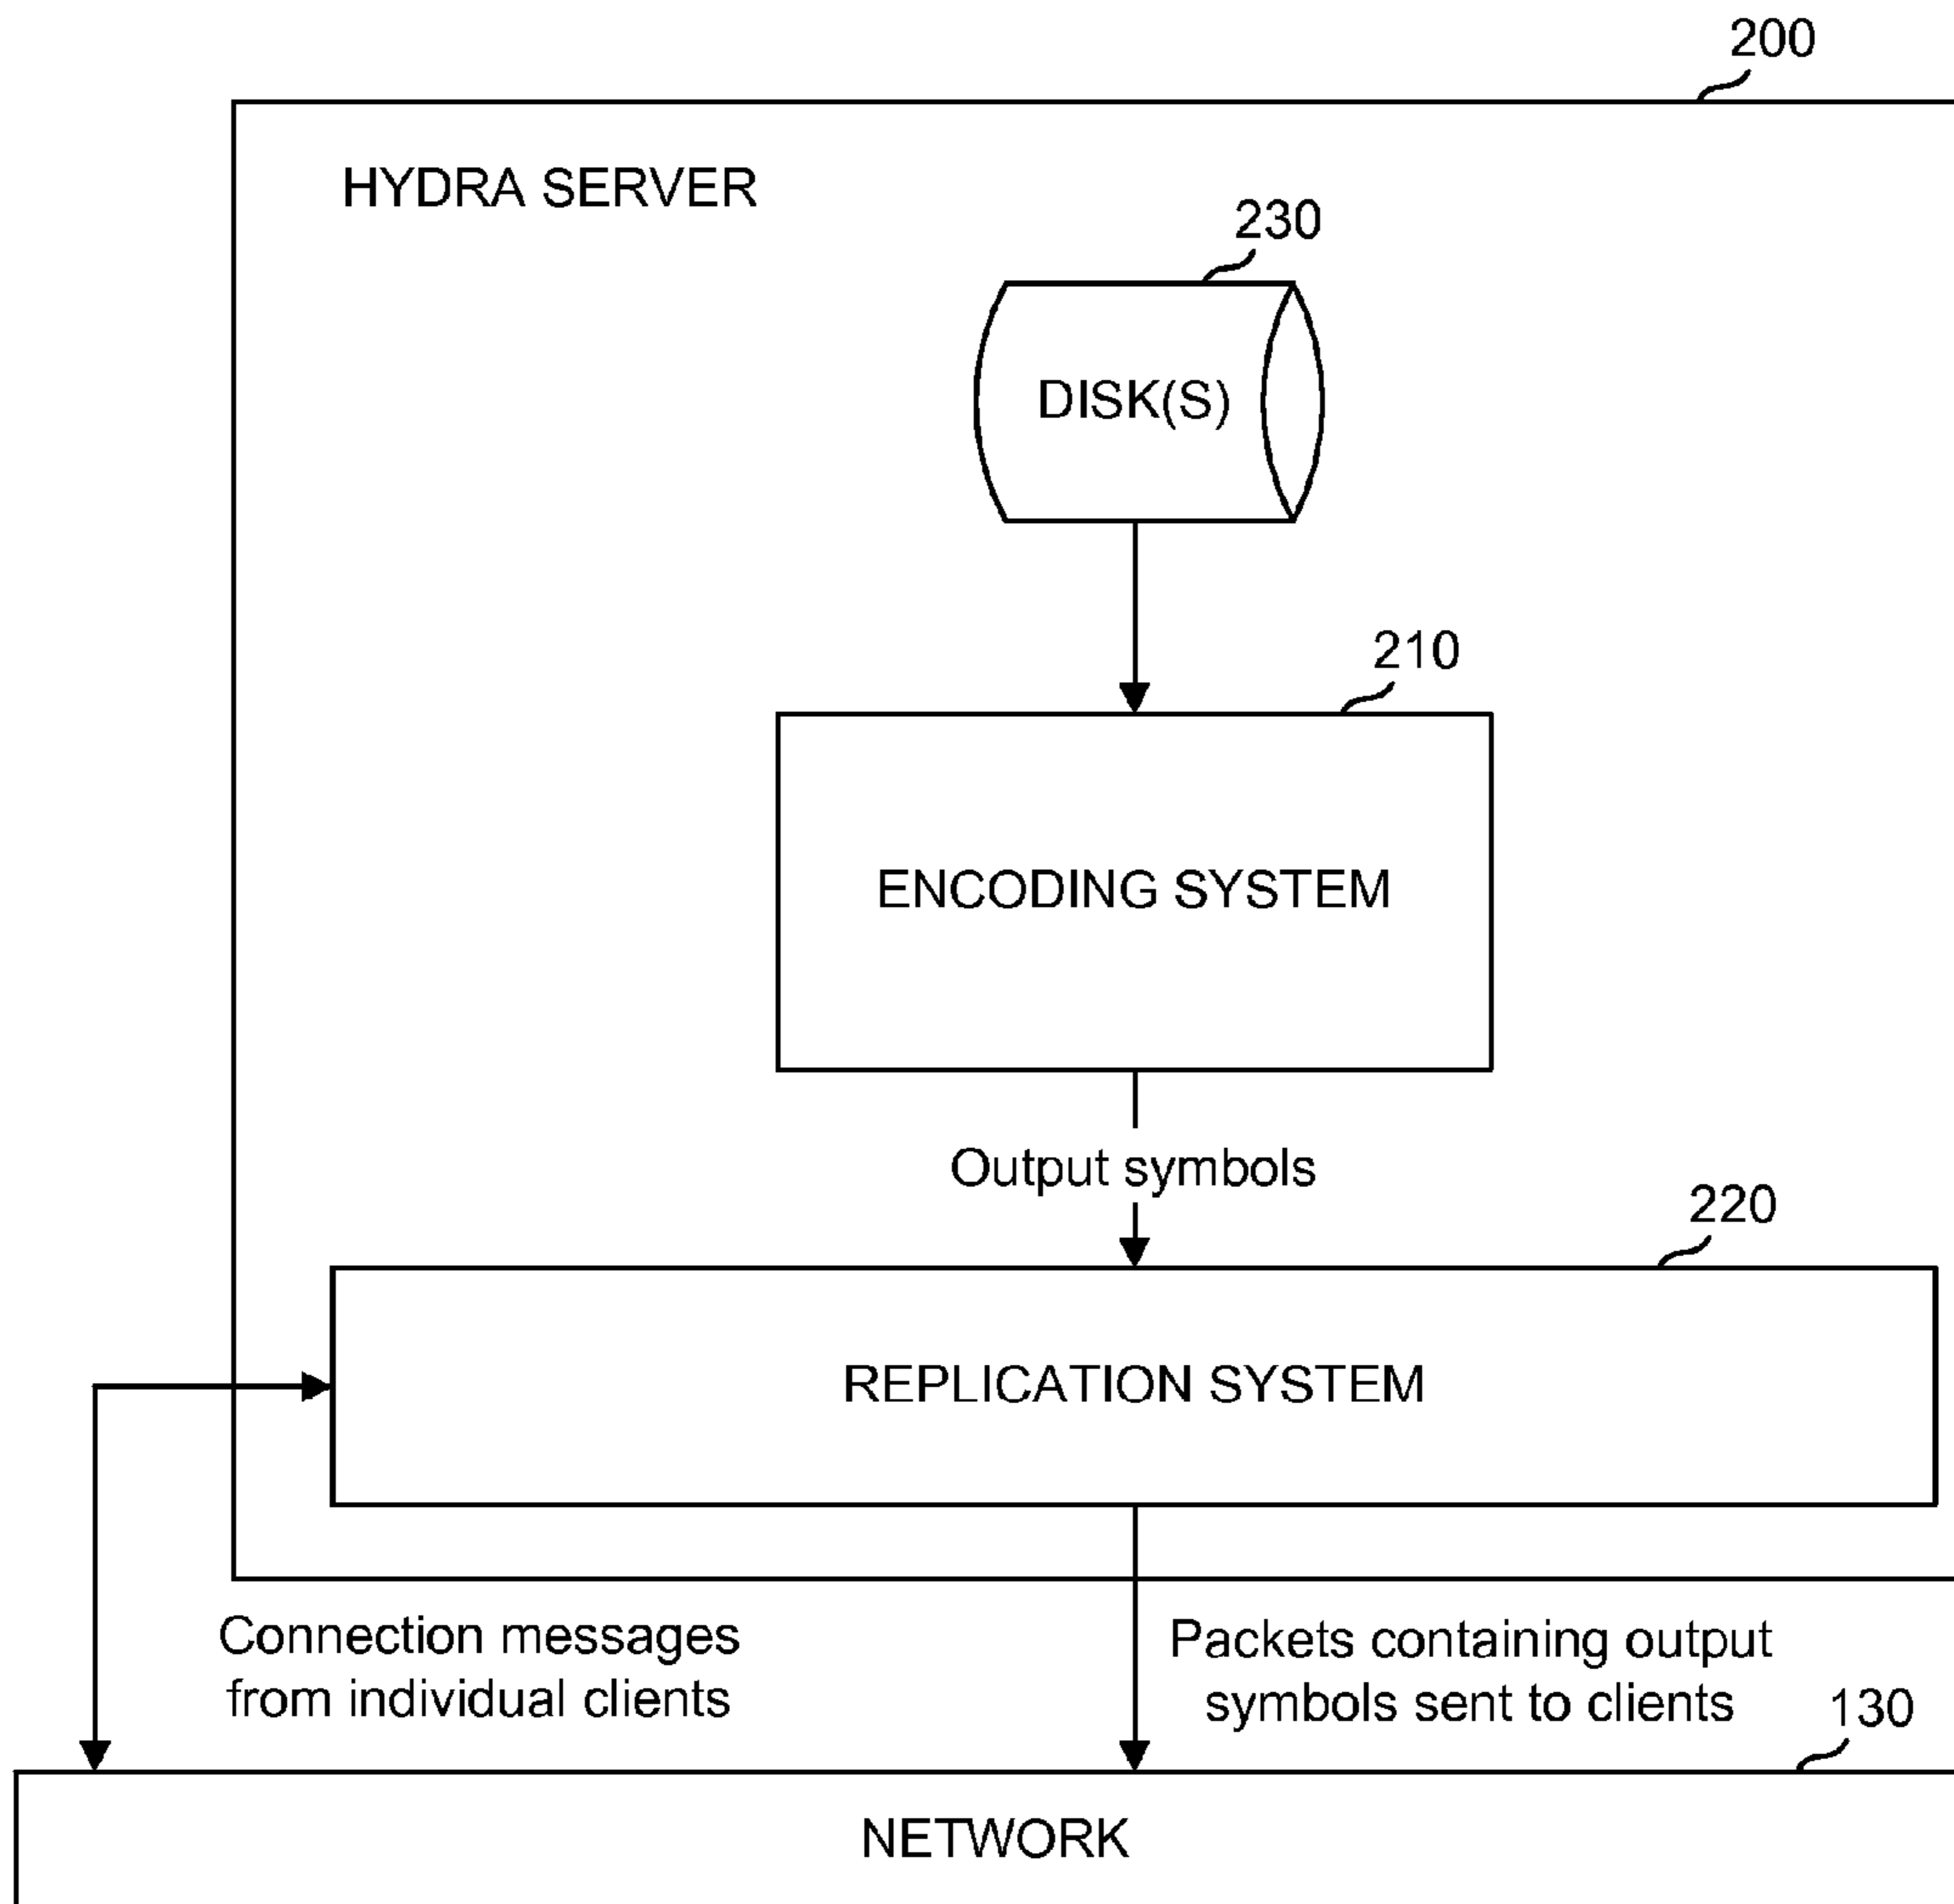 200
HYDRA SERVER
230
DISK(S)
210
ENCODING SYSTEM
Output symbols
220
REPLICATION SYSTEM
Connection messages
from individual clients
Packets containing output
symbols sent to clients
130
NETWORK